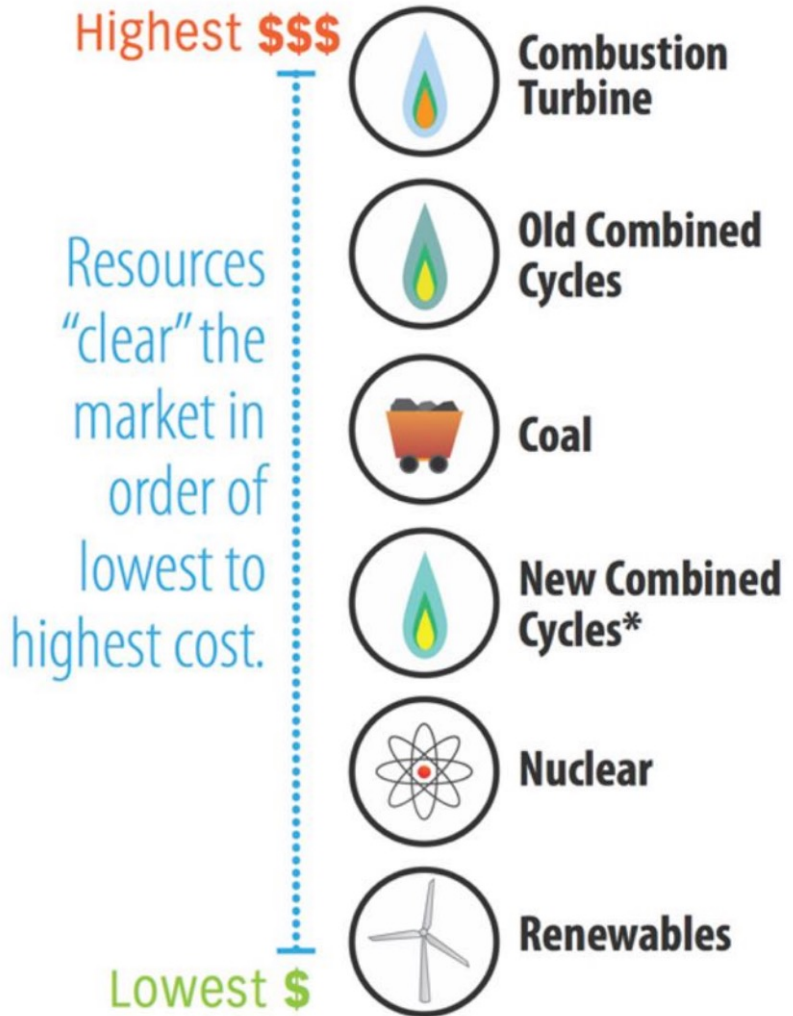 Highest $$$
Combustion
Turbine
Old Combined
Cycles
Resources
“clear” the
market in
order of
lowest to
highest cost.
Coal
New Combined
Cycles*
Nuclear
Renewables
Lowest $